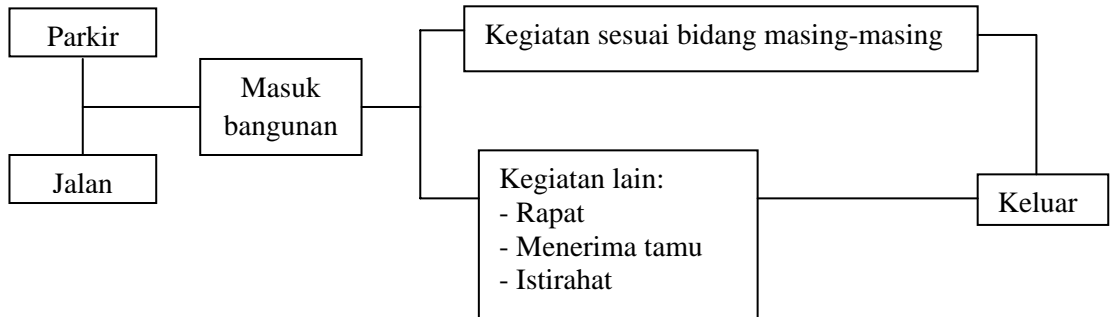 Parkir
Jalan
Masuk
bangunan
Kegiatan sesuai bidang masing-masing
Kegiatan lain:
- Rapat
- Menerima tamu
- Istirahat
Keluar